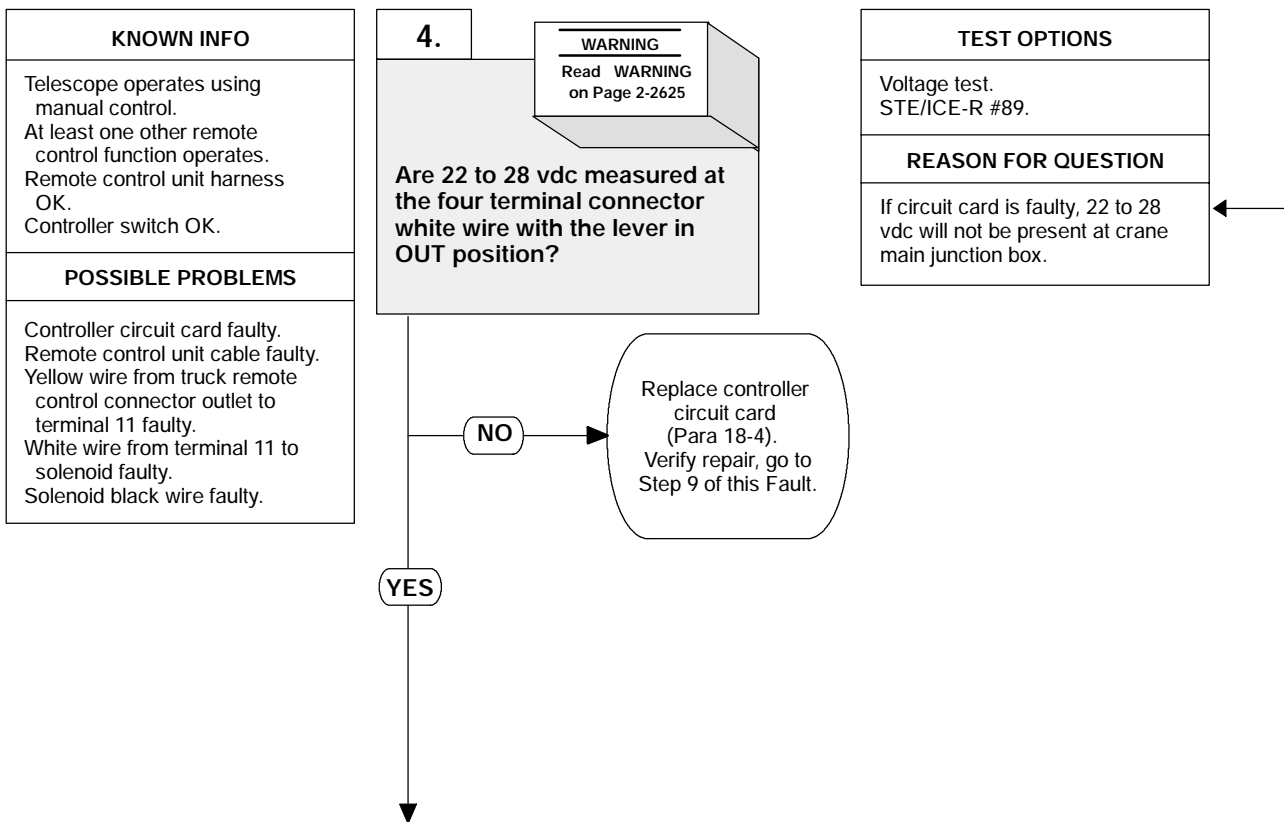 KNOWN INFO
Telescope operates using
manual control.
At least one other remote
control function operates.
Remote control unit harness
OK.
Controller switch OK.
POSSIBLE PROBLEMS
Controller circuit card faulty.
Remote control unit cable faulty.
Yellow wire from truck remote
control connector outlet to
terminal 11 faulty.
White wire from terminal 11 to
solenoid faulty.
Solenoid black wire faulty.
4.
WARNING
Read WARNING
on Page 2-2625
Are 22 to 28 vdc measured at
the four terminal connector
white wire with the lever in
OUT position?
TEST OPTIONS
Voltage test.
STE/ICE-R #89.
REASON FOR QUESTION
If circuit card is faulty, 22 to 28
vdc will not be present at crane
main junction box.
NO
Replace controller
circuit card
(Para 18-4).
Verify repair, go to
Step 9 of this Fault.
YES